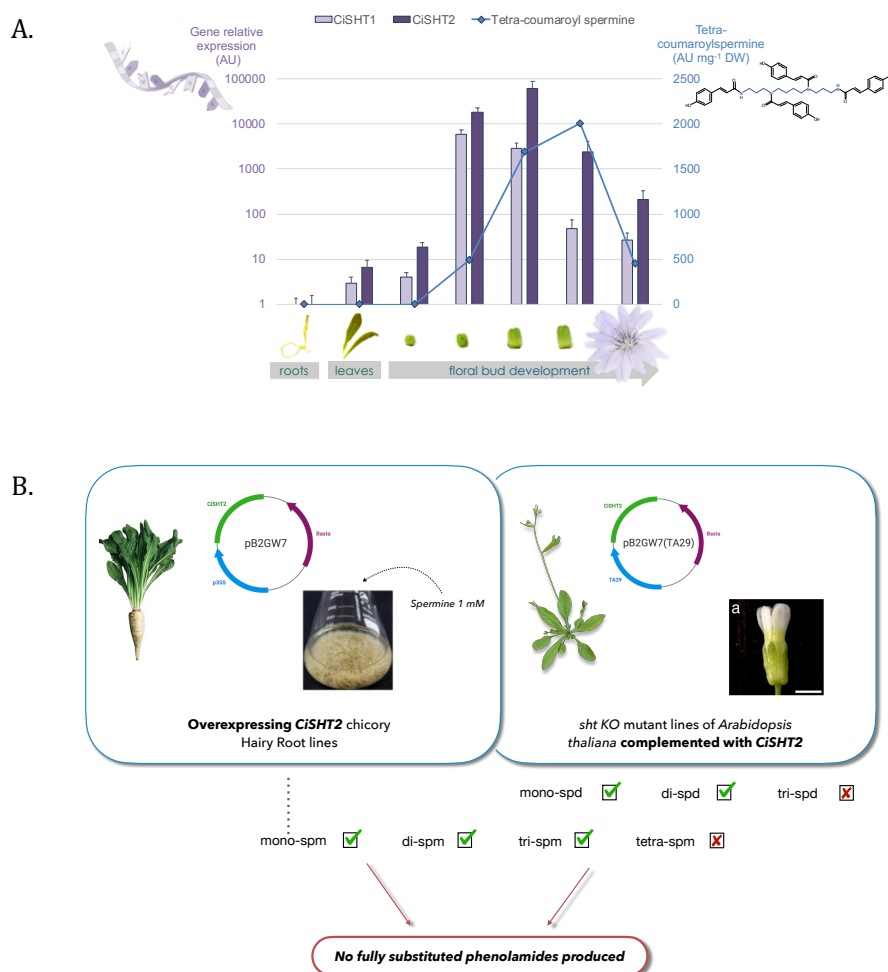 A.
CiSHT1 CiSHT2 Tetra-coumaroyl spermine
Gene relative
expression
(AU)
Tetra-
coumaroylspermine
(AU mg-1 DW)
100000
10000
1000
100
10
1
2500
2000
1500
1000
500
0
roots leaves floral bud development
B.
CiSHT2
pB2GW7
Basta
p35S
Spermine 1 mM
Overexpressing CiSHT2 chicory
Hairy Root lines
CiSHT2
pB2GW7(TA29)
Basta
TA29
a
sht KO mutant lines of Arabidopsis
thaliana complemented with CiSHT2
mono-spd di-spd tri-spd
mono-spm di-spm tri-spm tetra-spm
No fully substituted phenolamides produced